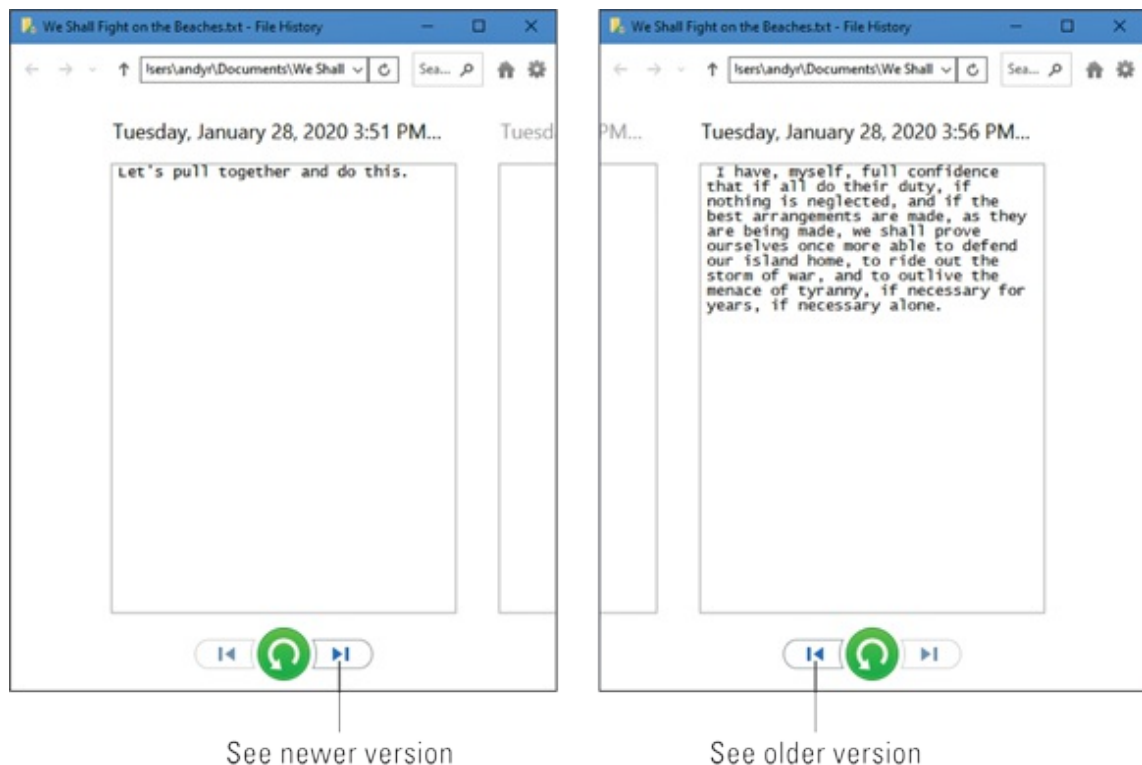 We Shall Fight on the Beaches.txt - File History
lsers\andyr\Documents\We Shall
Sea...
Tuesday, January 28, 2020 3:51 PM...
Tuesd
Let's pull together and do this.
See newer version
We Shall Fight on the Beaches.txt - File History
lsers\andyr\Documents\We Shall
Sea...
PM...
Tuesday, January 28, 2020 3:56 PM...
I have, myself, full confidence
that if all do their duty, if
nothing is neglected, and if the
best arrangements are made, as they
are being made, we shall prove
ourselves once more able to defend
our island home, to ride out the
storm of war, and to outlive the
menace of tyranny, if necessary for
years, if necessary alone.
See older version